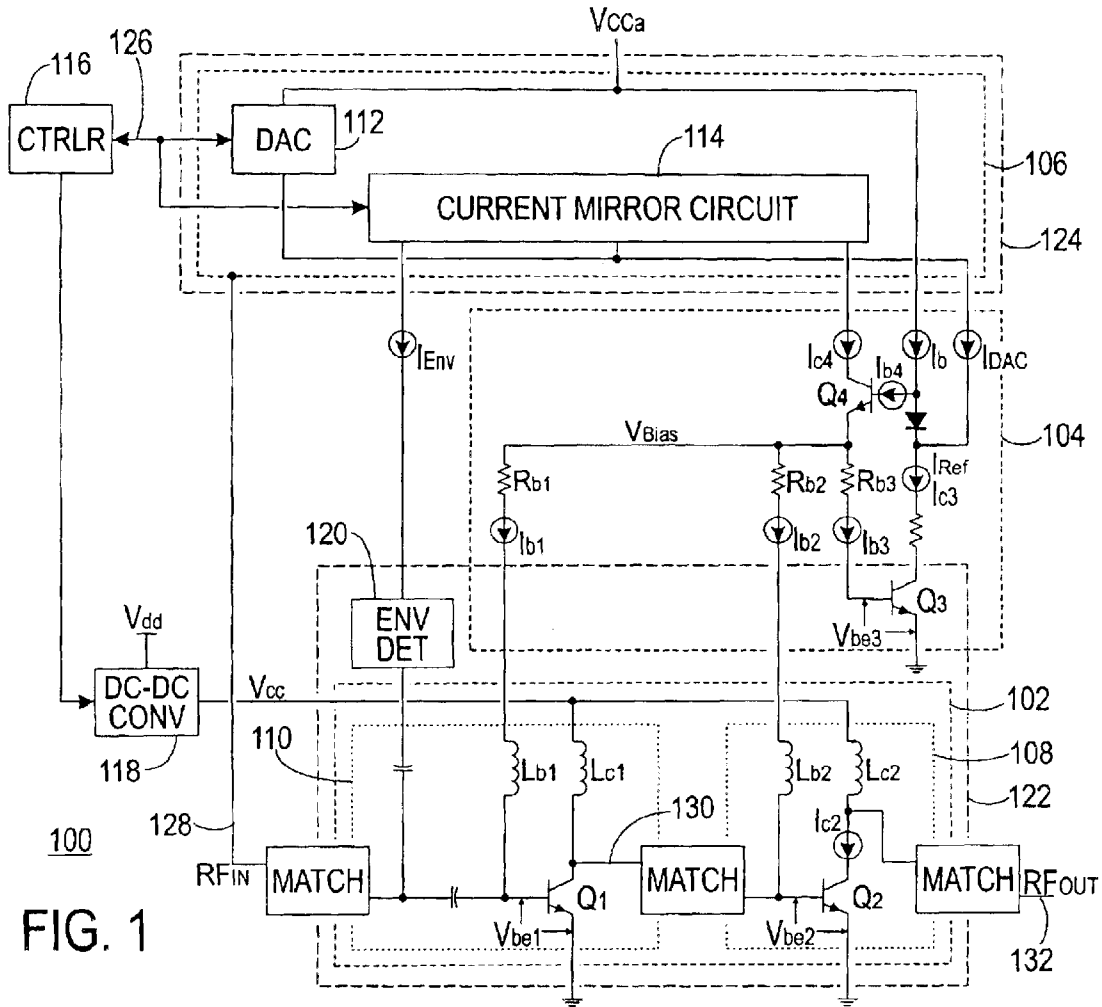 VCCa
116
126
CTRLR
DAC
112
114
106
CURRENT MIRROR CIRCUIT
124
IEnv
Ic4
Ib
IDAC
Ib4
Q4
VBias
104
Rb1
Rb2
Rb3
IRef
Ic3
120
Ib1
Ib2
Ib3
Q3
ENV
DET
Vbe3
Vdd
DC-DC
CONV
Vcc
102
118
110
Lb1
Lc1
Lb2
Lc2
108
122
128
130
Ic2
100
RFIN
MATCH
Q1
MATCH
Q2
MATCH
RFOUT
Vbe1
Vbe2
132
FIG. 1